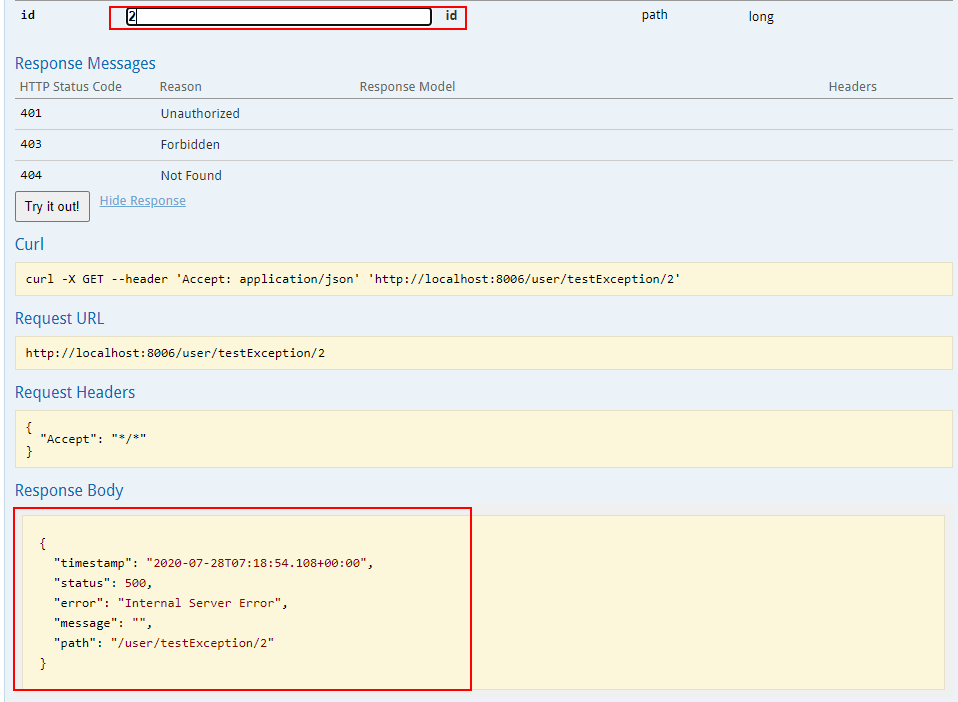 id 2 id path long
Response Messages
HTTP Status Code Reason Response Model Headers
401 Unauthorized
403 Forbidden
404 Not Found
Try it out! Hide Response
Curl
curl -X GET --header 'Accept: application/json' 'http://localhost:8006/user/testException/2'
Request URL
http://localhost:8006/user/testException/2
Request Headers
{
  "Accept": "*/*"
}
Response Body
{
  "timestamp": "2020-07-28T07:18:54.108+00:00",
  "status": 500,
  "error": "Internal Server Error",
  "message": "",
  "path": "/user/testException/2"
}